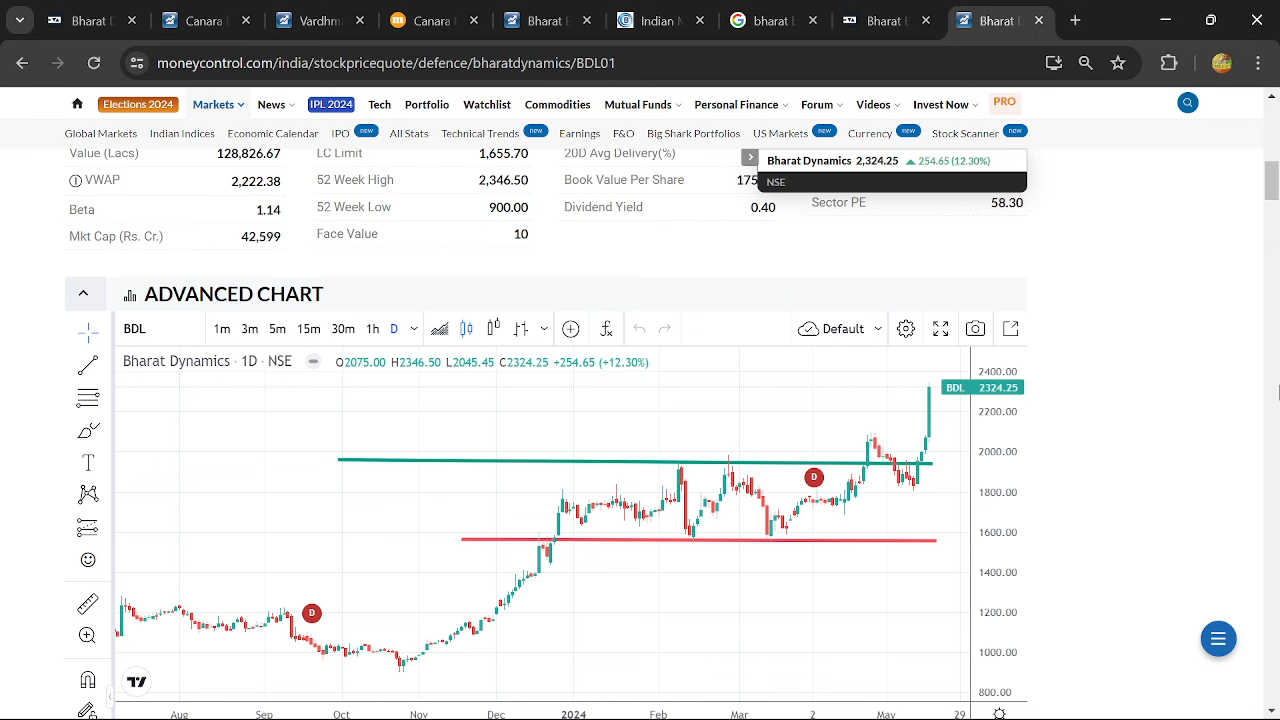 Bharat
Canara
Vardhm
Canara
Bharat
Indian M
bharat
Bharat
Bharat
moneycontrol.com/india/stockpricequote/defence/bharatdynamics/BDL01
Elections 2024 Markets News IPL 2024 Tech Portfolio Watchlist Commodities Mutual Funds Personal Finance Forum Videos Invest Now PRO
Global Markets Indian Indices Economic Calendar IPO new All Stats Technical Trends new Earnings F&O Big Shark Portfolios US Markets new Currency new Stock Scanner new
Value (Lacs) 128,826.67 LC Limit 1,655.70 20D Avg Delivery(%)
Bharat Dynamics 2,324.25 254.65 (12.30%)
NSE
VWAP 2,222.38 52 Week High 2,346.50 Book Value Per Share 175
Beta 1.14 52 Week Low 900.00 Dividend Yield 0.40 Sector PE 58.30
Mkt Cap (Rs. Cr.) 42,599 Face Value 10
ADVANCED CHART
BDL 1m 3m 5m 15m 30m 1h D Default
Bharat Dynamics · 1D · NSE O2075.00 H2346.50 L2045.45 C2324.25 +254.65 (+12.30%)
2400.00
BDL 2324.25
2200.00
2000.00
D
1800.00
1600.00
1400.00
D
1200.00
1000.00
800.00
Aug Sep Oct Nov Dec 2024 Feb Mar 2 May 29